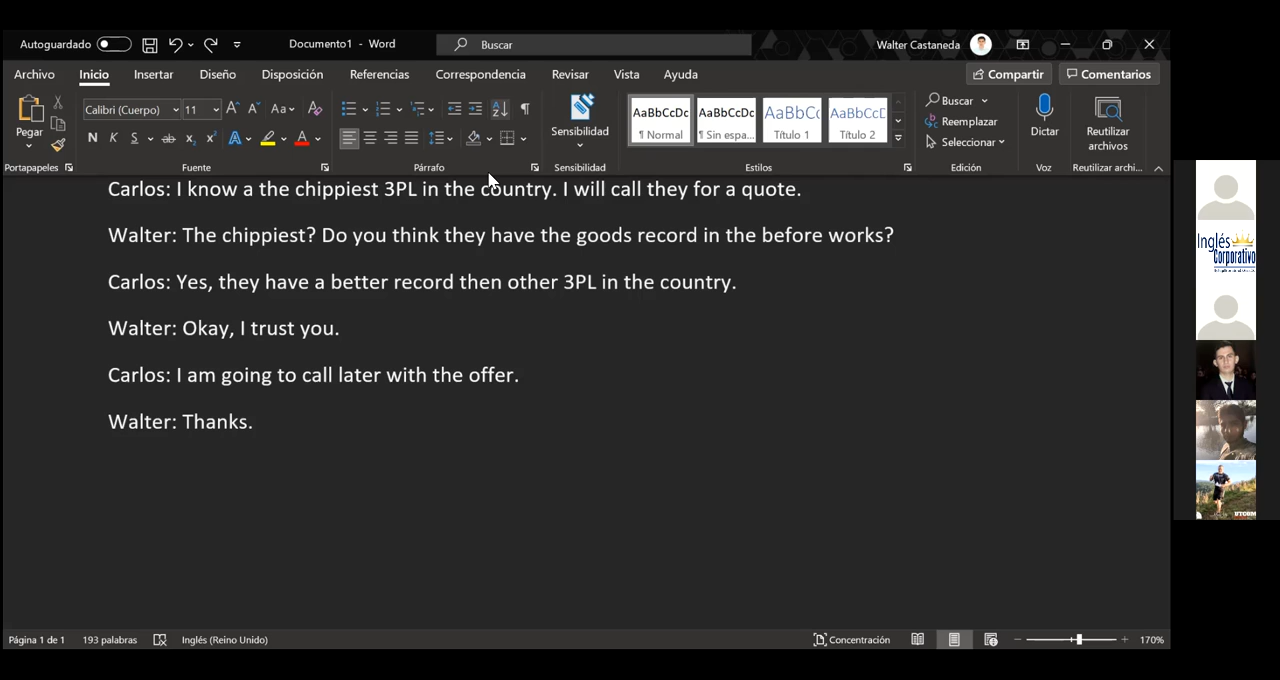 Autoguardado
Documento1 - Word
Buscar
Walter Castaneda
Archivo Inicio Insertar Diseño Disposición Referencias Correspondencia Revisar Vista Ayuda
Compartir Comentarios
Pegar
Calibri (Cuerpo) 11
Sensibilidad
AaBbCcDc AaBbCcDc AaBbCc AaBbCcD
¶ Normal ¶ Sin espa... Título 1 Título 2
Buscar
Reemplazar
Seleccionar
Dictar
Reutilizar archivos
Portapapeles Fuente Párrafo Sensibilidad Estilos Edición Voz Reutilizar archi...
Carlos: I know a the chippiest 3PL in the country. I will call they for a quote.
Walter: The chippiest? Do you think they have the goods record in the before works?
Carlos: Yes, they have a better record then other 3PL in the country.
Walter: Okay, I trust you.
Carlos: I am going to call later with the offer.
Walter: Thanks.
Inglés
Corporativo
UTCOM
Página 1 de 1 193 palabras Inglés (Reino Unido)
Concentración
170%